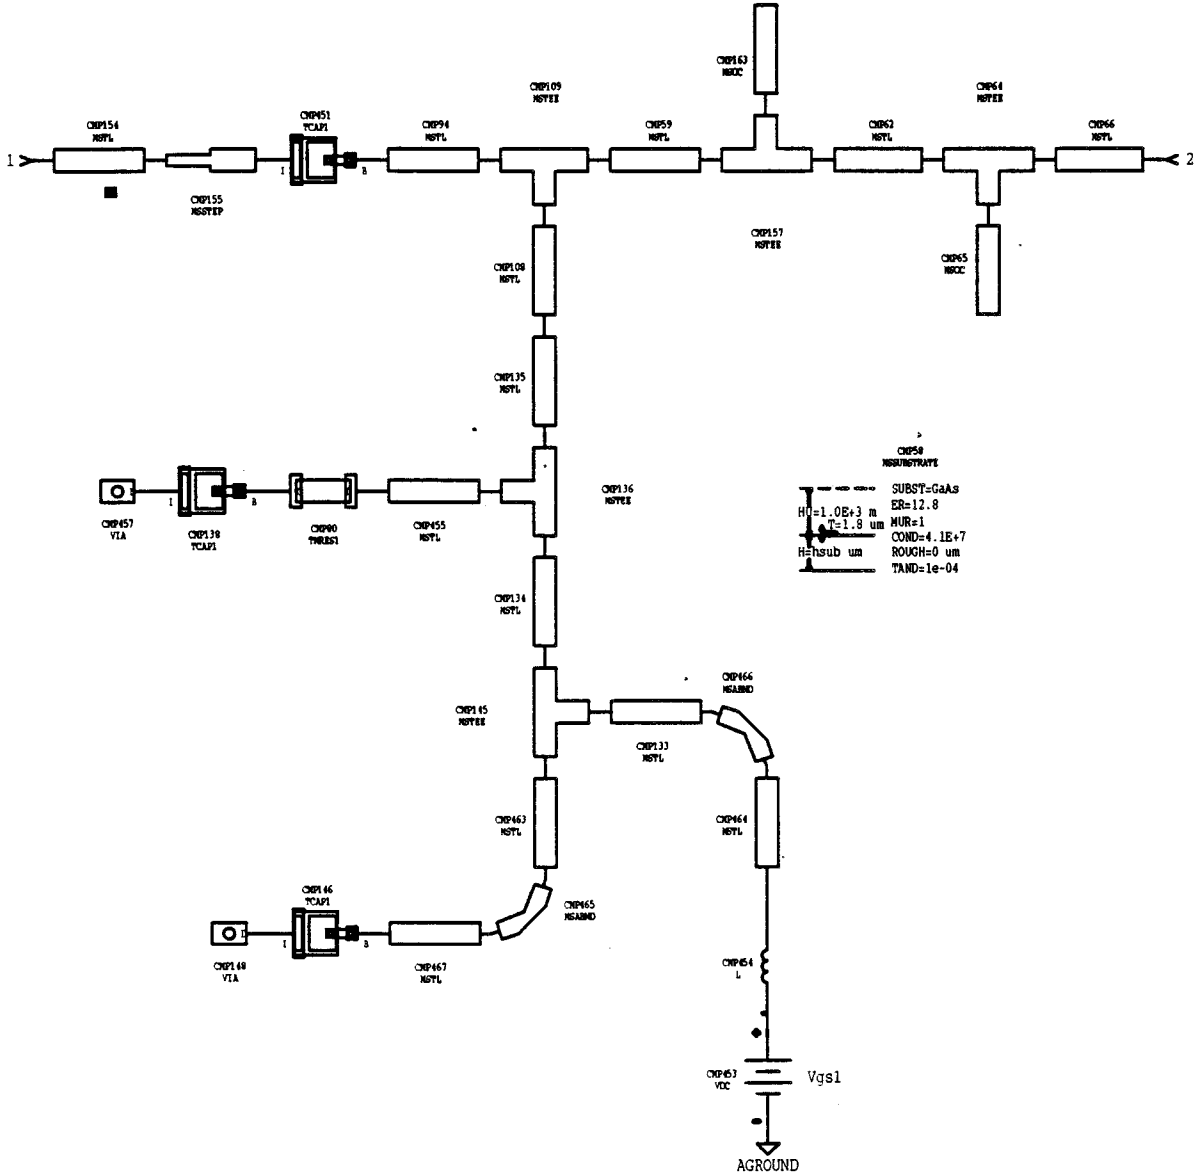 CMP163
MSOC
CMP109
MSTEE
CMP64
MSTEE
CMP154
MSTL
CMP451
TCAP1
CMP94
MSTL
CMP59
MSTL
CMP62
MSTL
CMP66
MSTL
1
I
B
2
CMP155
MSSTEP
CMP157
MSTEE
CMP108
MSTL
CMP65
MSOC
CMP135
MSTL
CMP58
MSSUBSTRATE
SUBST=GaAs
ER=12.8
HU=1.0E+3 m
MUR=1
T=1.8 um
COND=4.1E+7
H=hsub um
ROUGH=0 um
TAND=1e-04
I
B
CMP136
MSTEE
CMP457
VIA
CMP138
TCAP1
CMP80
TMRES1
CMP455
MSTL
CMP134
MSTL
CMP466
MSABND
CMP145
MSTEE
CMP133
MSTL
CMP463
MSTL
CMP464
MSTL
CMP146
TCAP1
CMP465
MSABND
I
B
CMP148
VIA
CMP467
MSTL
CMP454
L
CMP453
VDC
Vgs1
AGROUND